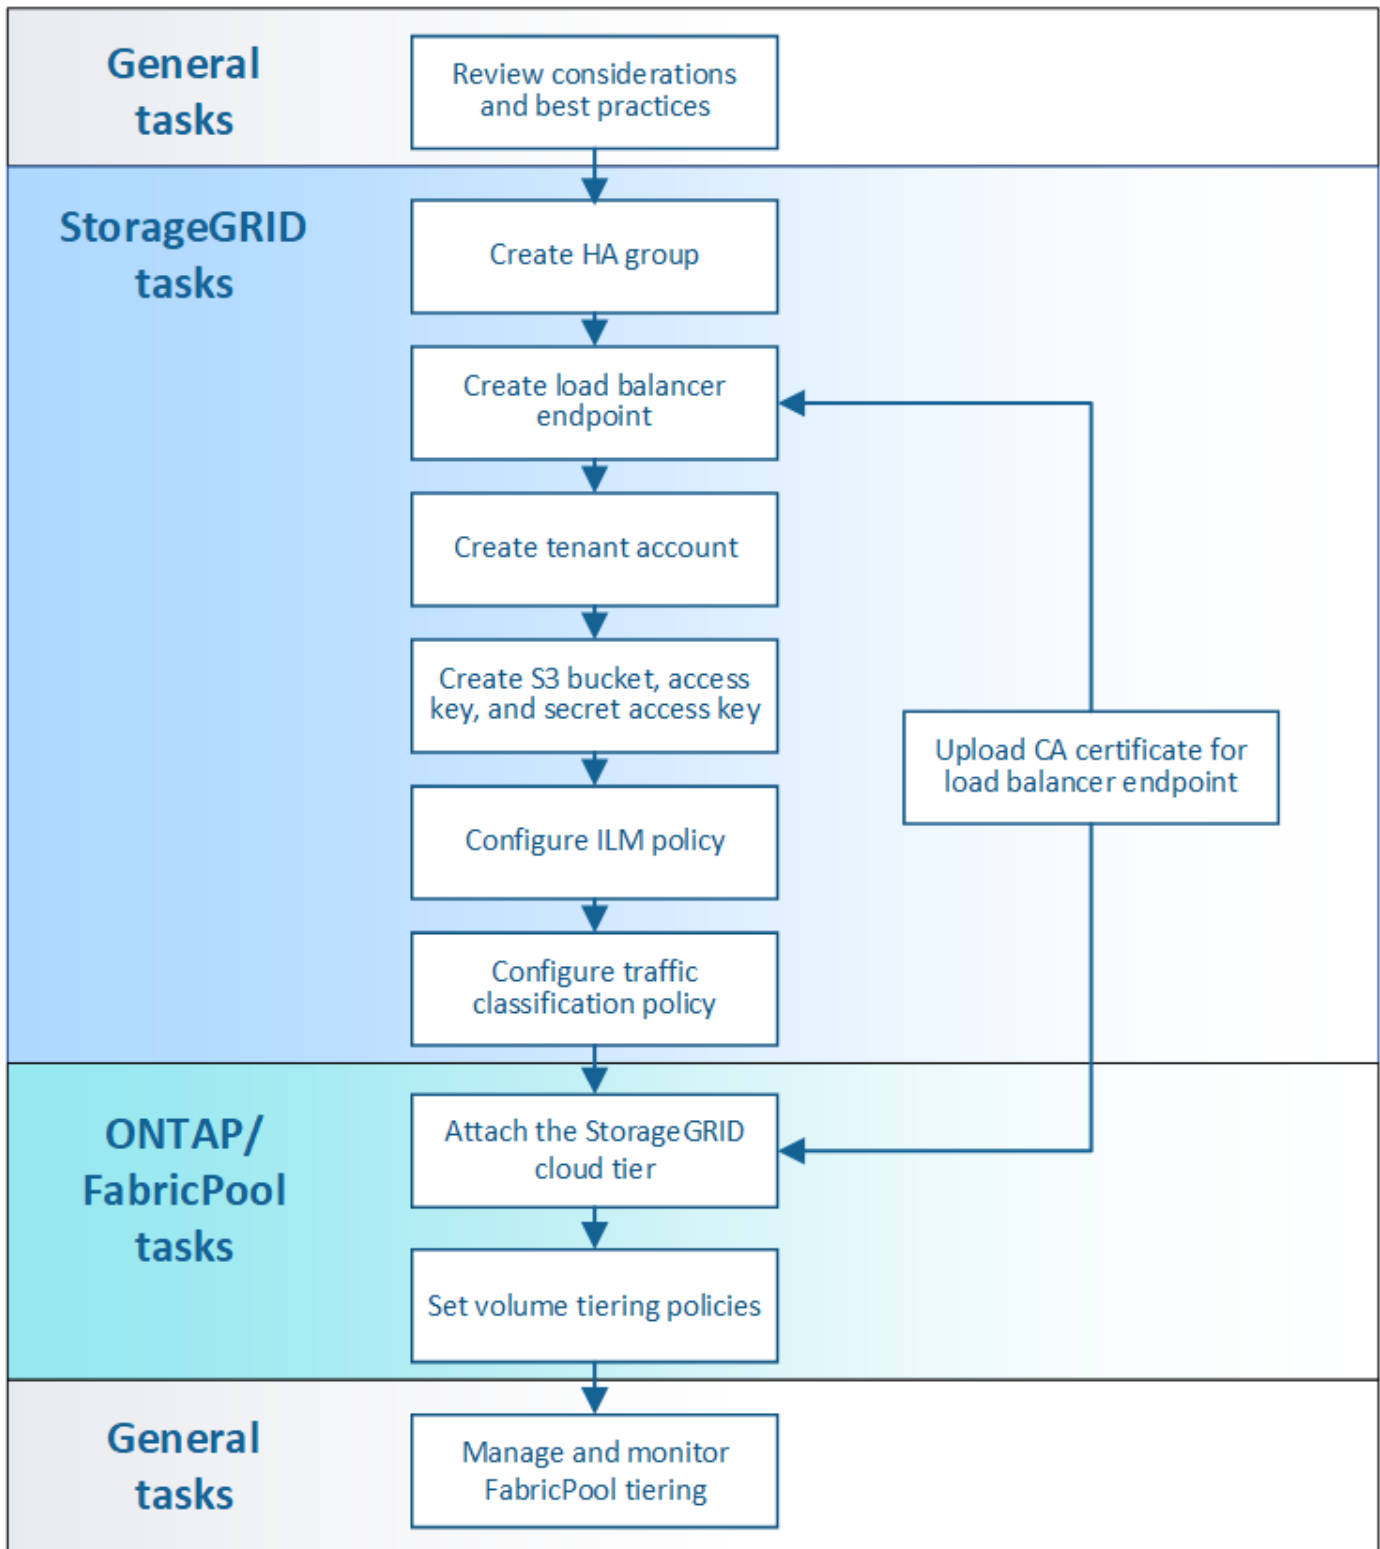 General
tasks
Review considerations
and best practices
StorageGRID
tasks
Create HA group
Create load balancer
endpoint
Create tenant account
Create S3 bucket, access
key, and secret access key
Upload CA certificate for
load balancer endpoint
Configure ILM policy
Configure traffic
classification policy
ONTAP/
FabricPool
tasks
Attach the StorageGRID
cloud tier
Set volume tiering policies
General
tasks
Manage and monitor
FabricPool tiering